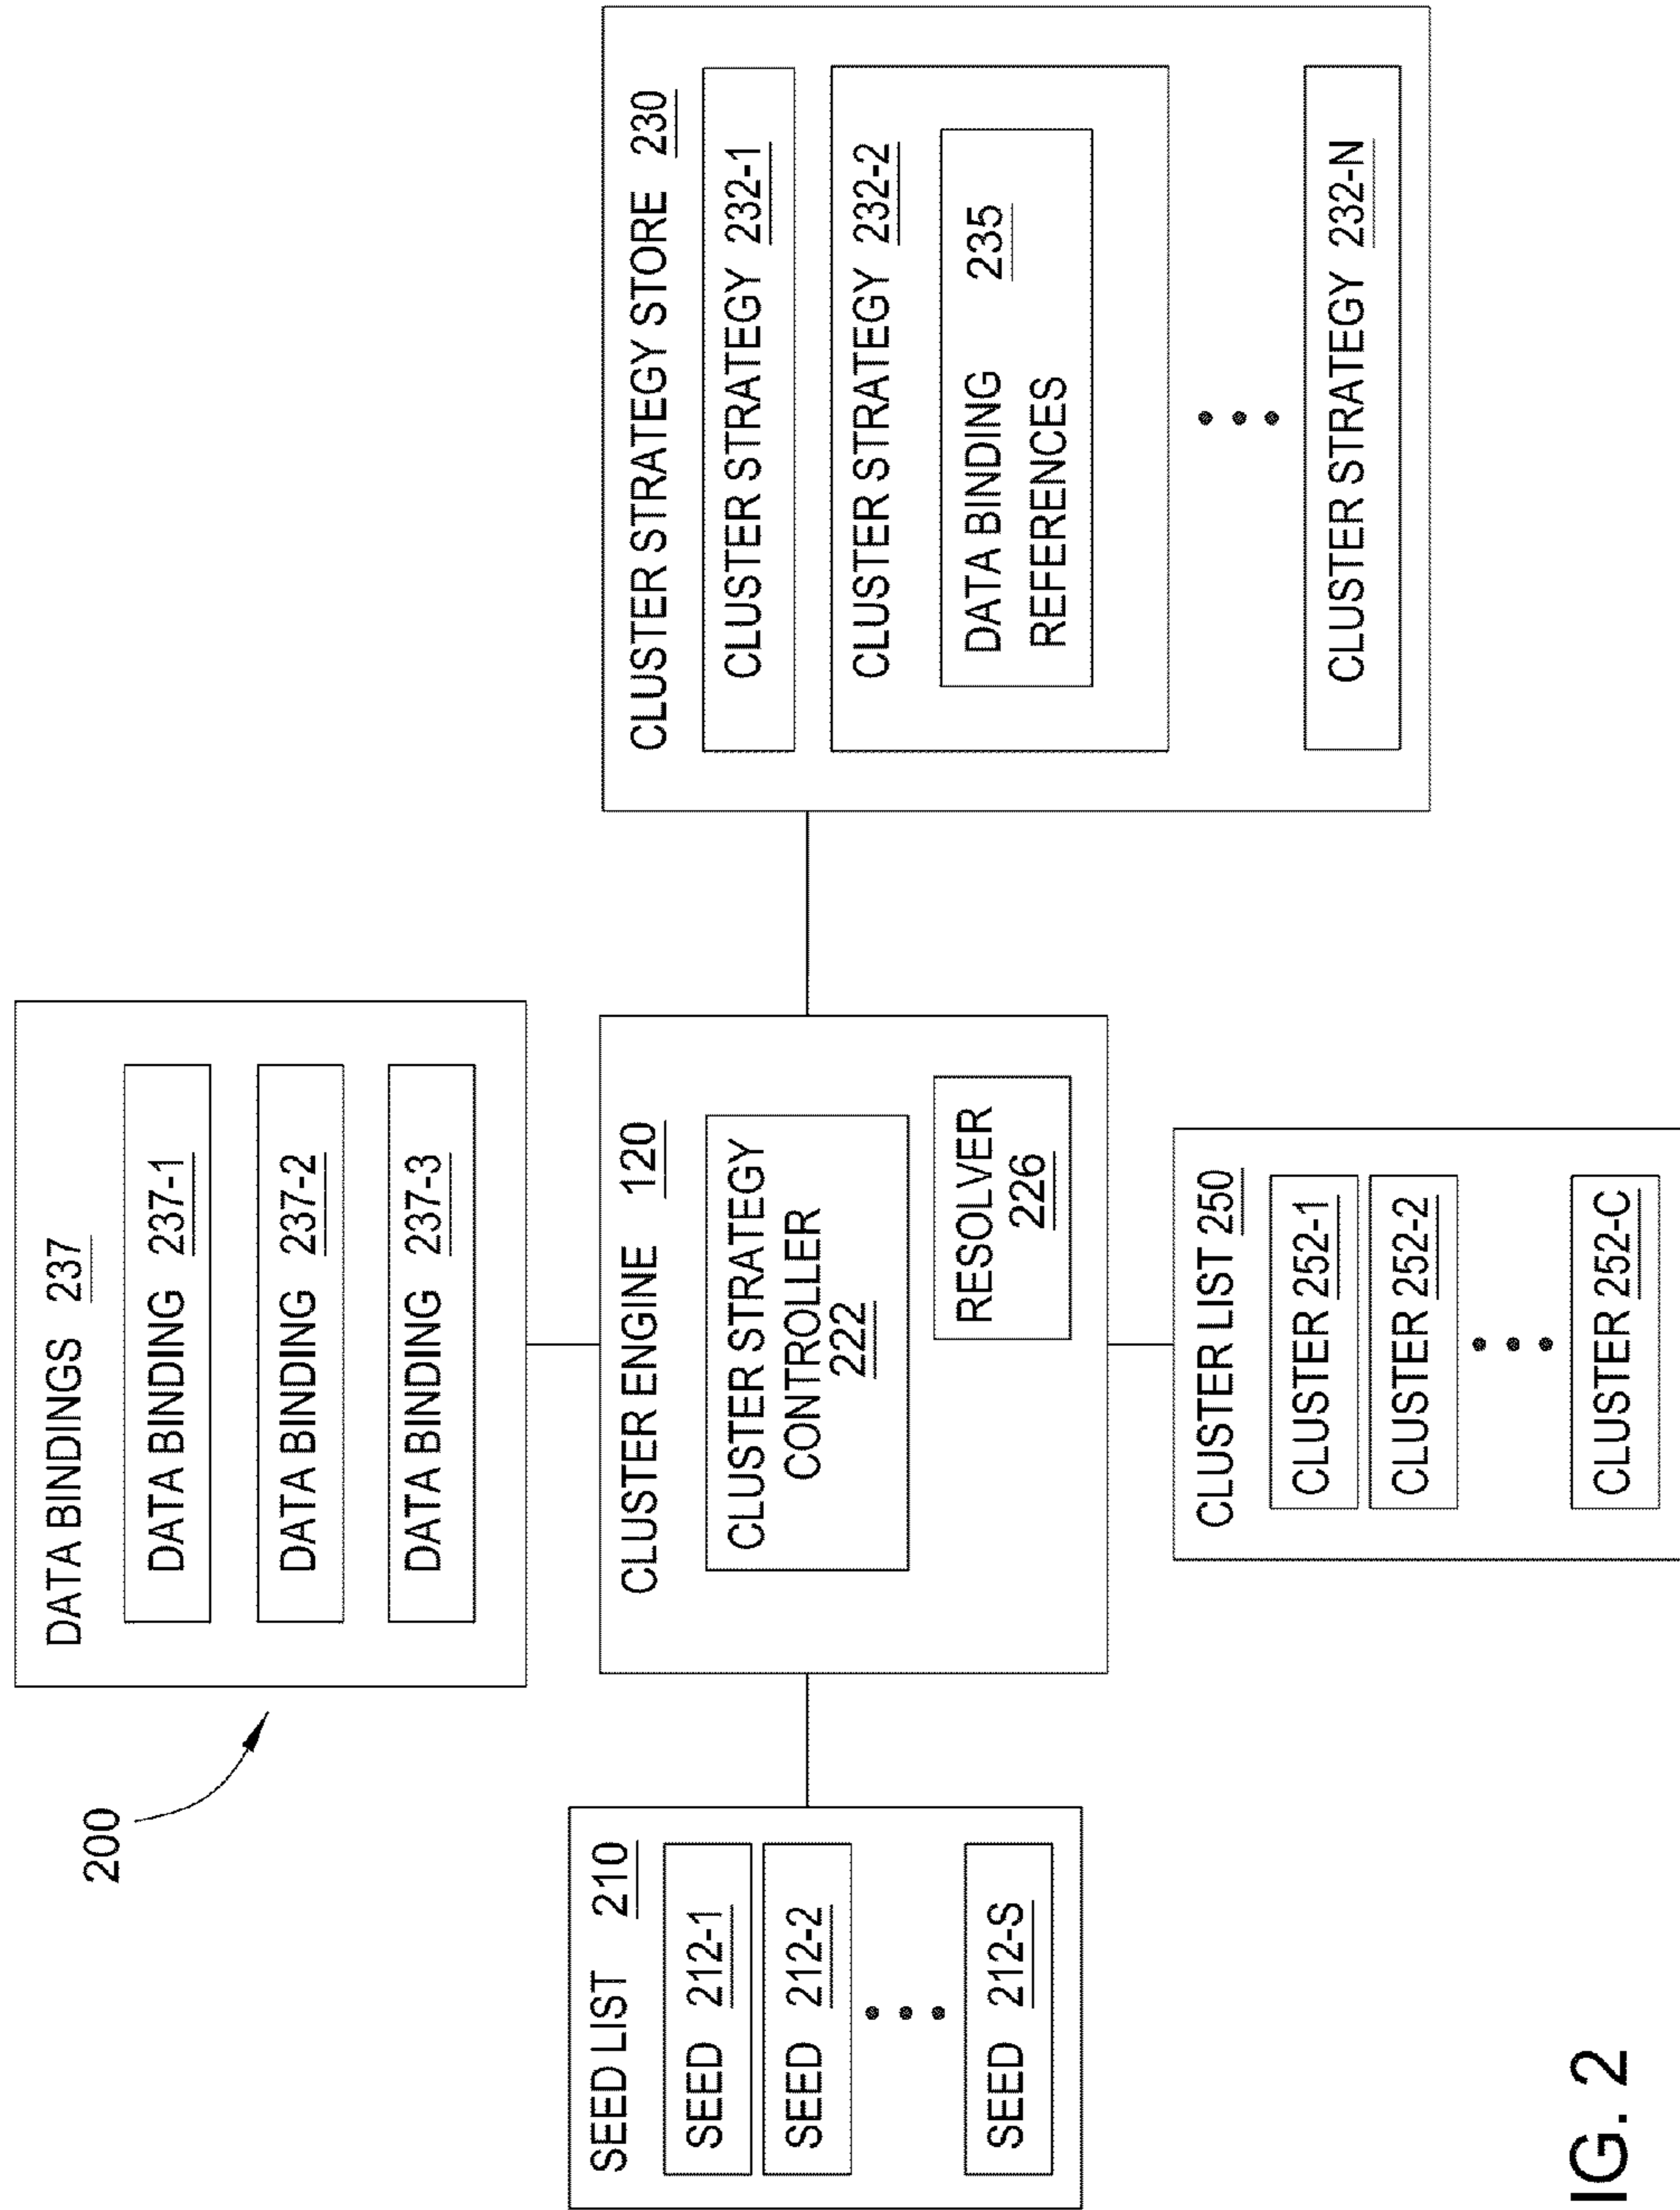 200
DATA BINDINGS 237
DATA BINDING 237-1
DATA BINDING 237-2
DATA BINDING 237-3
SEED LIST 210
SEED 212-1
SEED 212-2
SEED 212-S
CLUSTER ENGINE 120
CLUSTER STRATEGY
CONTROLLER
222
RESOLVER
226
CLUSTER STRATEGY STORE 230
CLUSTER STRATEGY 232-1
CLUSTER STRATEGY 232-2
DATA BINDING 235
REFERENCES
CLUSTER STRATEGY 232-N
CLUSTER LIST 250
CLUSTER 252-1
CLUSTER 252-2
CLUSTER 252-C
IG. 2